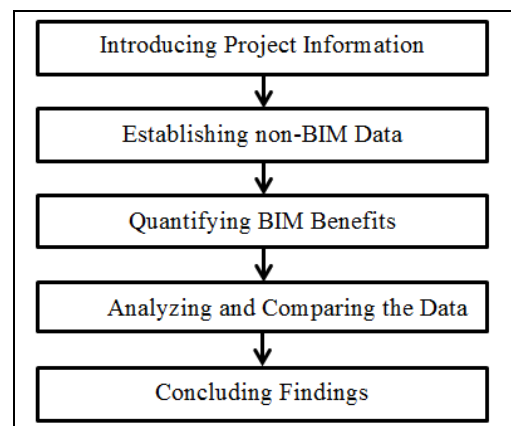 Introducing Project Information
Establishing non-BIM Data
Quantifying BIM Benefits
Analyzing and Comparing the Data
Concluding Findings